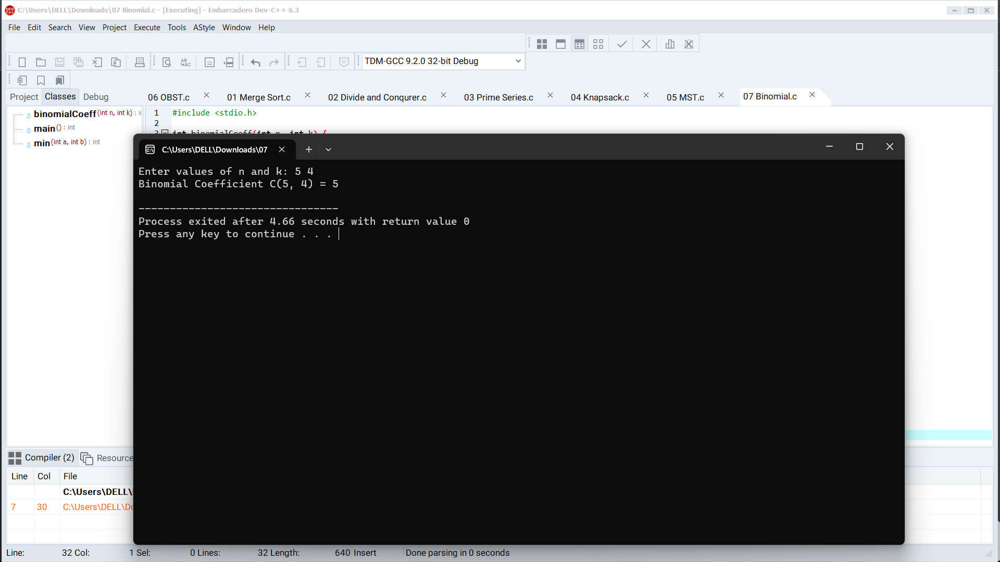 C:\Users\DELL\Downloads\07 Binomial.c - [Executing] - Embarcadero Dev-C++ 6.3
File Edit Search View Project Execute Tools AStyle Window Help
TDM-GCC 9.2.0 32-bit Debug
Project Classes Debug
06 OBST.c 01 Merge Sort.c 02 Divide and Conqurer.c 03 Prime Series.c 04 Knapsack.c 05 MST.c 07 Binomial.c
binomialCoeff (int n, int k) :
main () : int
min (int a, int b) : int
1 #include <stdio.h>
2
3 int binomialCoeff(int n, int k) {
C:\Users\DELL\Downloads\07
Enter values of n and k: 5 4
Binomial Coefficient C(5, 4) = 5
--------------------------------
Process exited after 4.66 seconds with return value 0
Press any key to continue . . .
Compiler (2) Resource
Line Col File
C:\Users\DELL\
7 30 C:\Users\DELL\Do
Line: 32 Col: 1 Sel: 0 Lines: 32 Length: 640 Insert Done parsing in 0 seconds